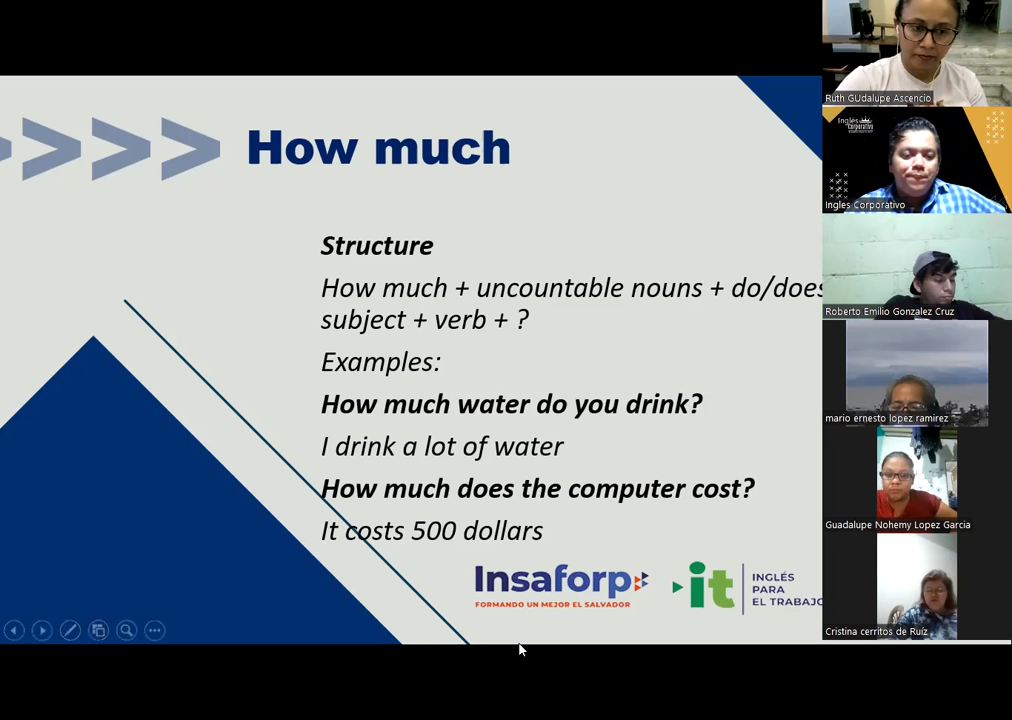 How much
Structure
How much + uncountable nouns + do/does
subject + verb + ?
Examples:
How much water do you drink?
I drink a lot of water
How much does the computer cost?
It costs 500 dollars
Insaforp
FORMANDO UN MEJOR EL SALVADOR
it
INGLÉS
PARA
EL TRABAJO
Ruth GUdalupe Ascencio
Inglés
corporativo
Ingles Corporativo
Roberto Emilio Gonzalez Cruz
mario ernesto lopez ramirez
Guadalupe Nohemy Lopez Garcia
Cristina cerritos de Ruíz